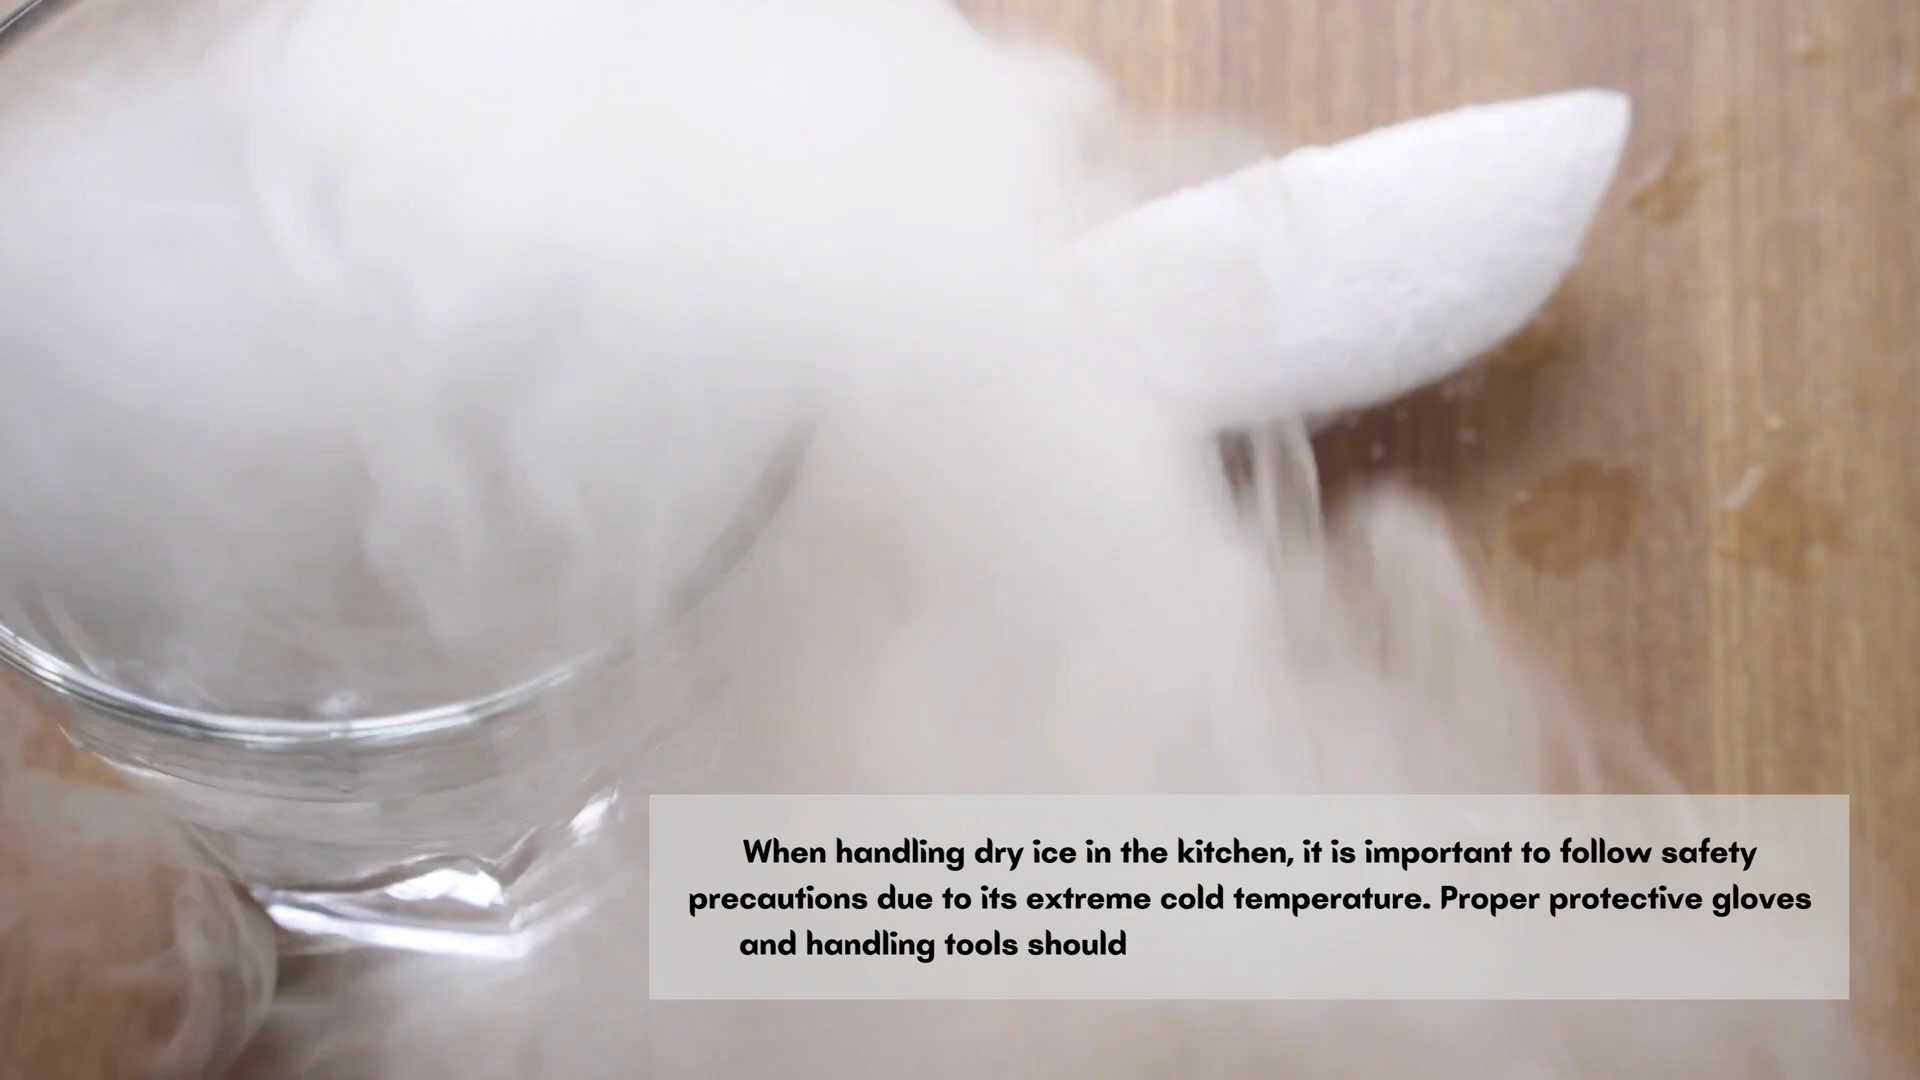 When handling dry ice in the kitchen, it is important to follow safety
precautions due to its extreme cold temperature. Proper protective gloves
and handling tools should